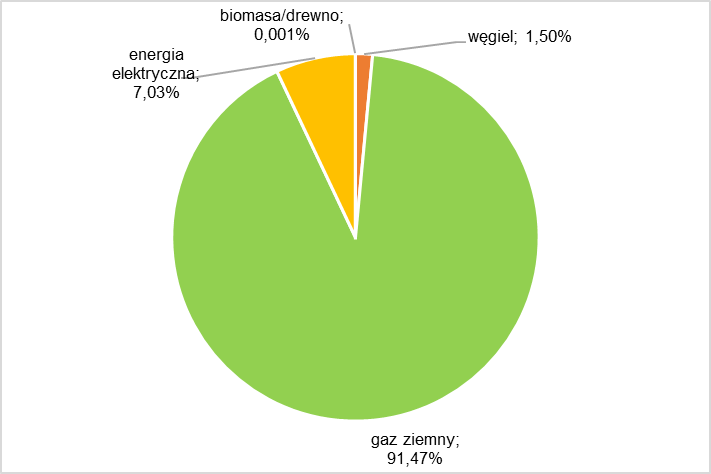 biomasa/drewno;
0,001%
węgiel; 1,50%
energia
elektryczna;
7,03%
gaz ziemny;
91,47%